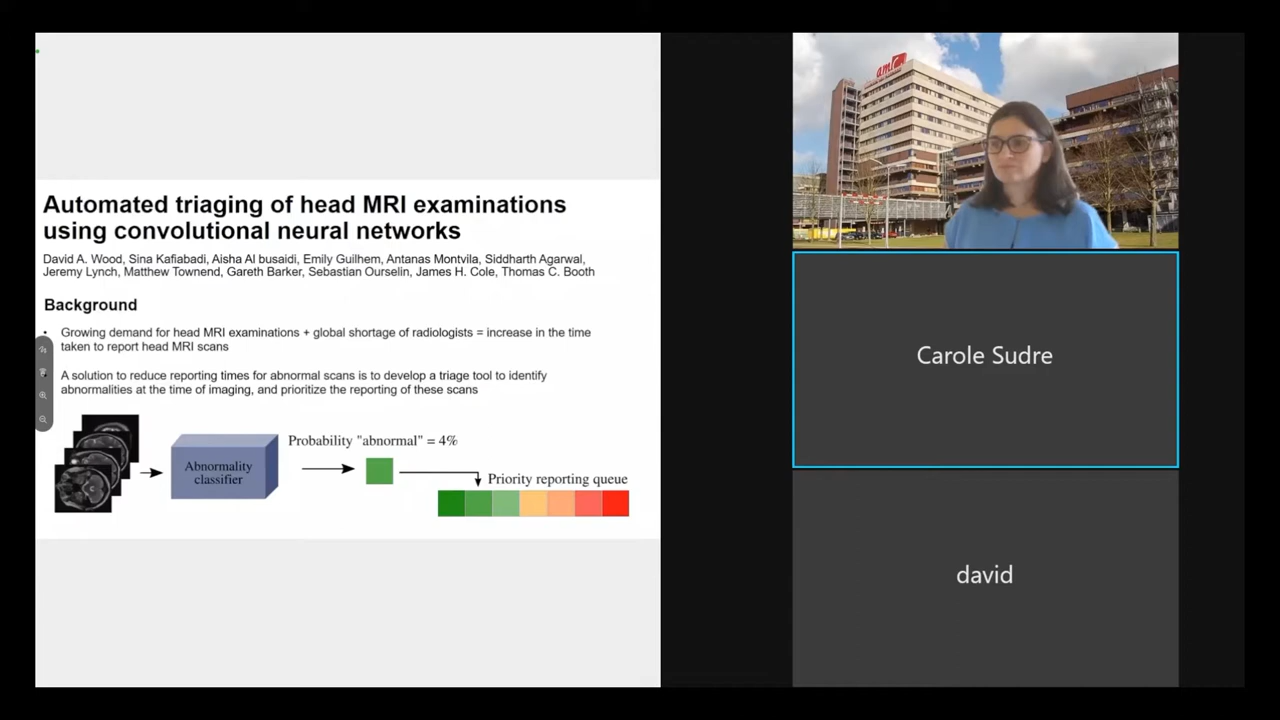 Automated triaging of head MRI examinations
using convolutional neural networks
David A. Wood, Sina Kafiabadi, Aisha Al busaidi, Emily Guilhem, Antanas Montvila, Siddharth Agarwal,
Jeremy Lynch, Matthew Townend, Gareth Barker, Sebastian Ourselin, James H. Cole, Thomas C. Booth
Background
• Growing demand for head MRI examinations + global shortage of radiologists = increase in the time
taken to report head MRI scans
A solution to reduce reporting times for abnormal scans is to develop a triage tool to identify
abnormalities at the time of imaging, and prioritize the reporting of these scans
Abnormality
classifier
Probability "abnormal" = 4%
Priority reporting queue
Carole Sudre
david